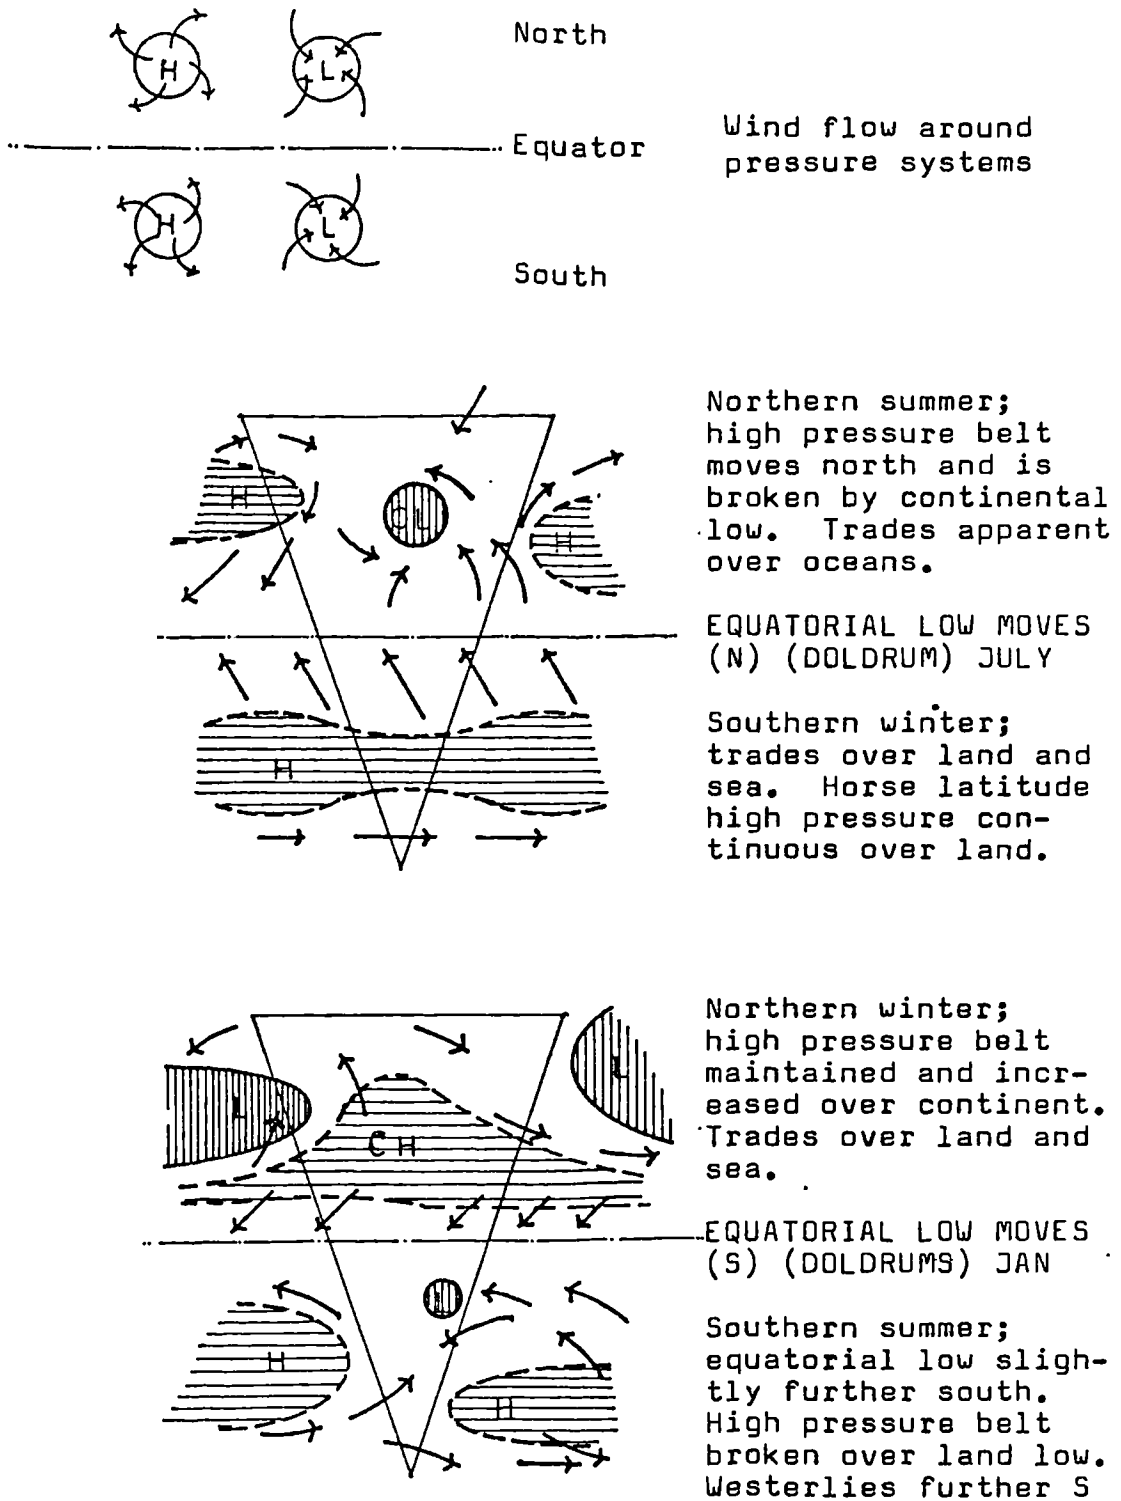 North
H
L
Equator
Wind flow around
pressure systems
H
L
South
Northern summer;
high pressure belt
moves north and is
broken by continental
low. Trades apparent
over oceans.
H
CL
H
EQUATORIAL LOW MOVES
(N) (DOLDRUM) JULY
Southern winter;
trades over land and
sea. Horse latitude
high pressure con-
tinuous over land.
H
Northern winter;
high pressure belt
maintained and incr-
eased over continent.
Trades over land and
sea.
L
CH
L
EQUATORIAL LOW MOVES
(S) (DOLDRUMS) JAN
L
H
H
Southern summer;
equatorial low sligh-
tly further south.
High pressure belt
broken over land low.
Westerlies further S